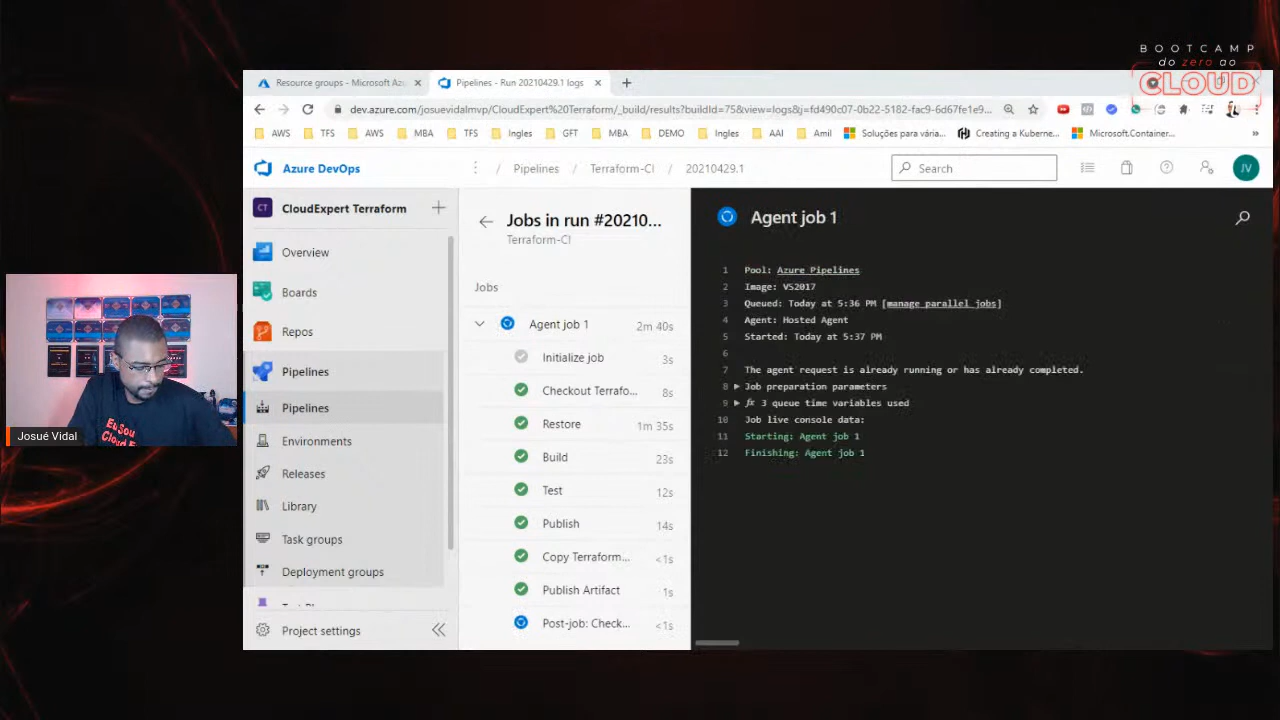 BOOTCAMP
do zero ao
CLOUD
Resource groups - Microsoft Az
Pipelines - Run 20210429.1 logs
dev.azure.com/josuevidalmvp/CloudExpert%20Terraform/_build/results?buildId=75&view=logs&j=fd490c07-0b22-5182-fac9-6d67fe1e9...
AWS TFS AWS MBA TFS Ingles GFT MBA DEMO Ingles AAI Amil Soluções para vária... Creating a Kuberne... Microsoft.Container...
Azure DevOps / Pipelines / Terraform-CI / 20210429.1
Search
JV
CT CloudExpert Terraform
Overview
Boards
Repos
Pipelines
Pipelines
Environments
Releases
Library
Task groups
Deployment groups
Project settings
Jobs in run #20210...
Terraform-CI
Jobs
Agent job 1 2m 40s
Initialize job 3s
Checkout Terrafo... 8s
Restore 1m 35s
Build 23s
Test 12s
Publish 14s
Copy Terraform... <1s
Publish Artifact 1s
Post-job: Check... <1s
Agent job 1
1 Pool: Azure Pipelines
2 Image: VS2017
3 Queued: Today at 5:36 PM [manage parallel jobs]
4 Agent: Hosted Agent
5 Started: Today at 5:37 PM
6
7 The agent request is already running or has already completed.
8 Job preparation parameters
9 fx 3 queue time variables used
10 Job live console data:
11 Starting: Agent job 1
12 Finishing: Agent job 1
Eu Sou
Cloud
Josué Vidal